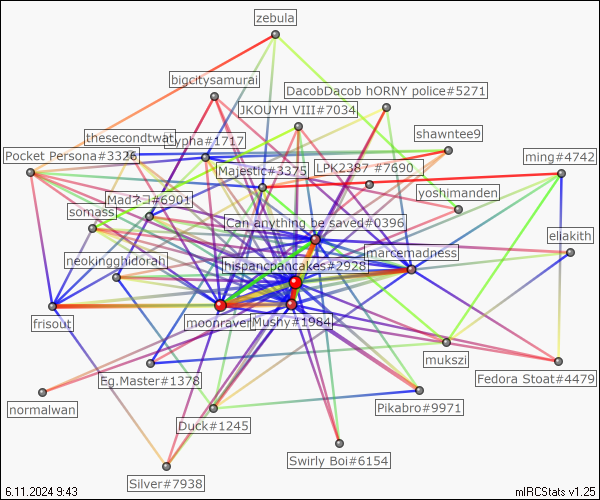 zebula
bigcitysamurai
DacobDacob hORNY police#5271
JKOUYH VIII#7034
shawntee9
thesecondtwat
ypha#1717
Pocket Persona#3326
ming#4742
Majestic#3375
LPK2387 #7690
yoshimanden
Madネコ#6901
somass
Can anything be saved#0396
eliakith
marcemadness
neokingghidorah
hispancpancakes#2928
frisout
moonraven
Mushy#1984
mukszi
Eg.Master#1378
Fedora Stoat#4479
normalwan
Pikabro#9971
Duck#1245
Swirly Boi#6154
Silver#7938
6.11.2024 9:43
mIRCStats v1.25